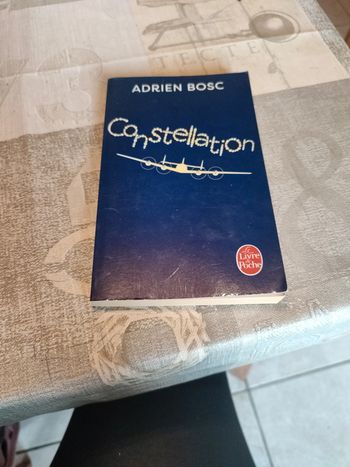 ADRIEN BOSC
Constellation
Le
Livre
de
Poche